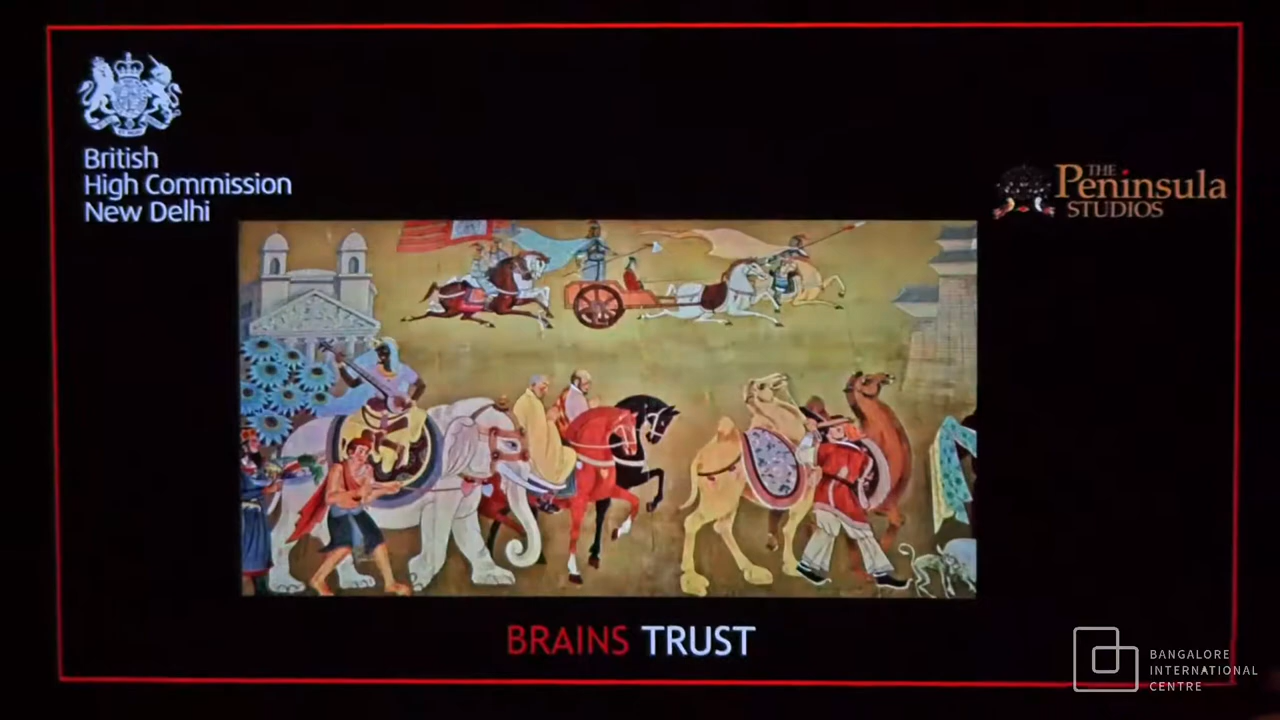 British
High Commission
New Delhi
THE
Peninsula
STUDIOS
BRAINS TRUST
BANGALORE
INTERNATIONAL
CENTRE